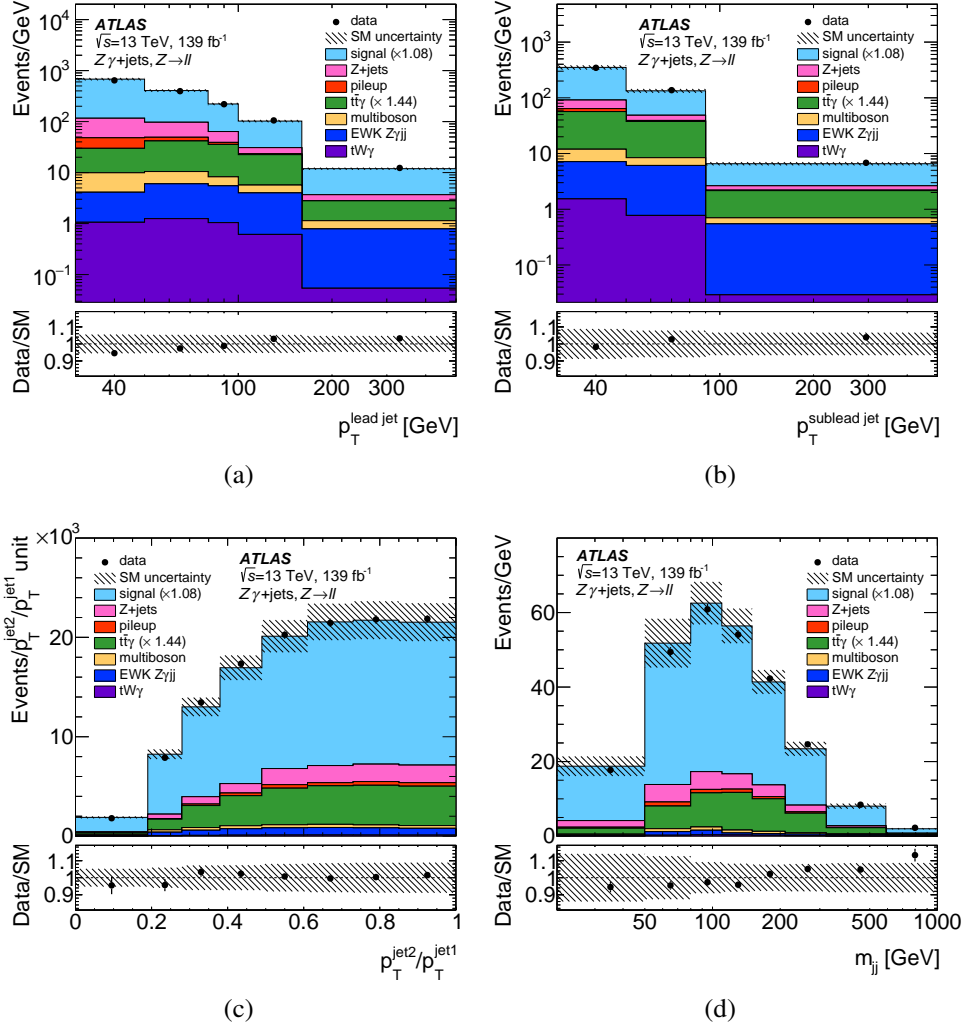 Events/GeV
10⁴
10³
10²
10
1
10⁻¹
ATLAS
√s=13 TeV, 139 fb⁻¹
Zγ+jets, Z→ll
data
SM uncertainty
signal (×1.08)
Z+jets
pileup
tt̄γ (× 1.44)
multiboson
EWK Zγjj
tWγ
Data/SM
1.1
1
0.9
40 100 200 300
p_T^lead jet [GeV]
(a)
Events/GeV
10³
10²
10
1
10⁻¹
ATLAS
√s=13 TeV, 139 fb⁻¹
Zγ+jets, Z→ll
data
SM uncertainty
signal (×1.08)
Z+jets
pileup
tt̄γ (× 1.44)
multiboson
EWK Zγjj
tWγ
Data/SM
1.1
1
0.9
40 100 200 300
p_T^sublead jet [GeV]
(b)
×10³
Events/p_T^jet2/p_T^jet1 unit
20
10
0
data
SM uncertainty
signal (×1.08)
Z+jets
pileup
tt̄γ (× 1.44)
multiboson
EWK Zγjj
tWγ
ATLAS
√s=13 TeV, 139 fb⁻¹
Zγ+jets, Z→ll
Data/SM
1.1
1
0.9
0 0.2 0.4 0.6 0.8 1
p_T^jet2/p_T^jet1
(c)
Events/GeV
60
40
20
0
ATLAS
√s=13 TeV, 139 fb⁻¹
Zγ+jets, Z→ll
data
SM uncertainty
signal (×1.08)
Z+jets
pileup
tt̄γ (× 1.44)
multiboson
EWK Zγjj
tWγ
Data/SM
1.1
1
0.9
50 100 200 1000
m_jj [GeV]
(d)